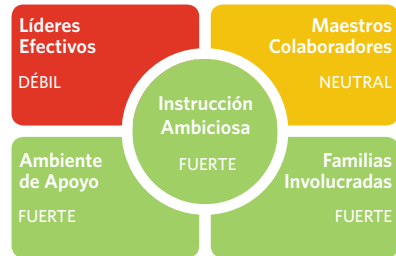 Líderes
Efectivos
DÉBIL
Maestros
Colaboradores
NEUTRAL
Instrucción
Ambiciosa
FUERTE
Ambiente
de Apoyo
FUERTE
Familias
Involucradas
FUERTE